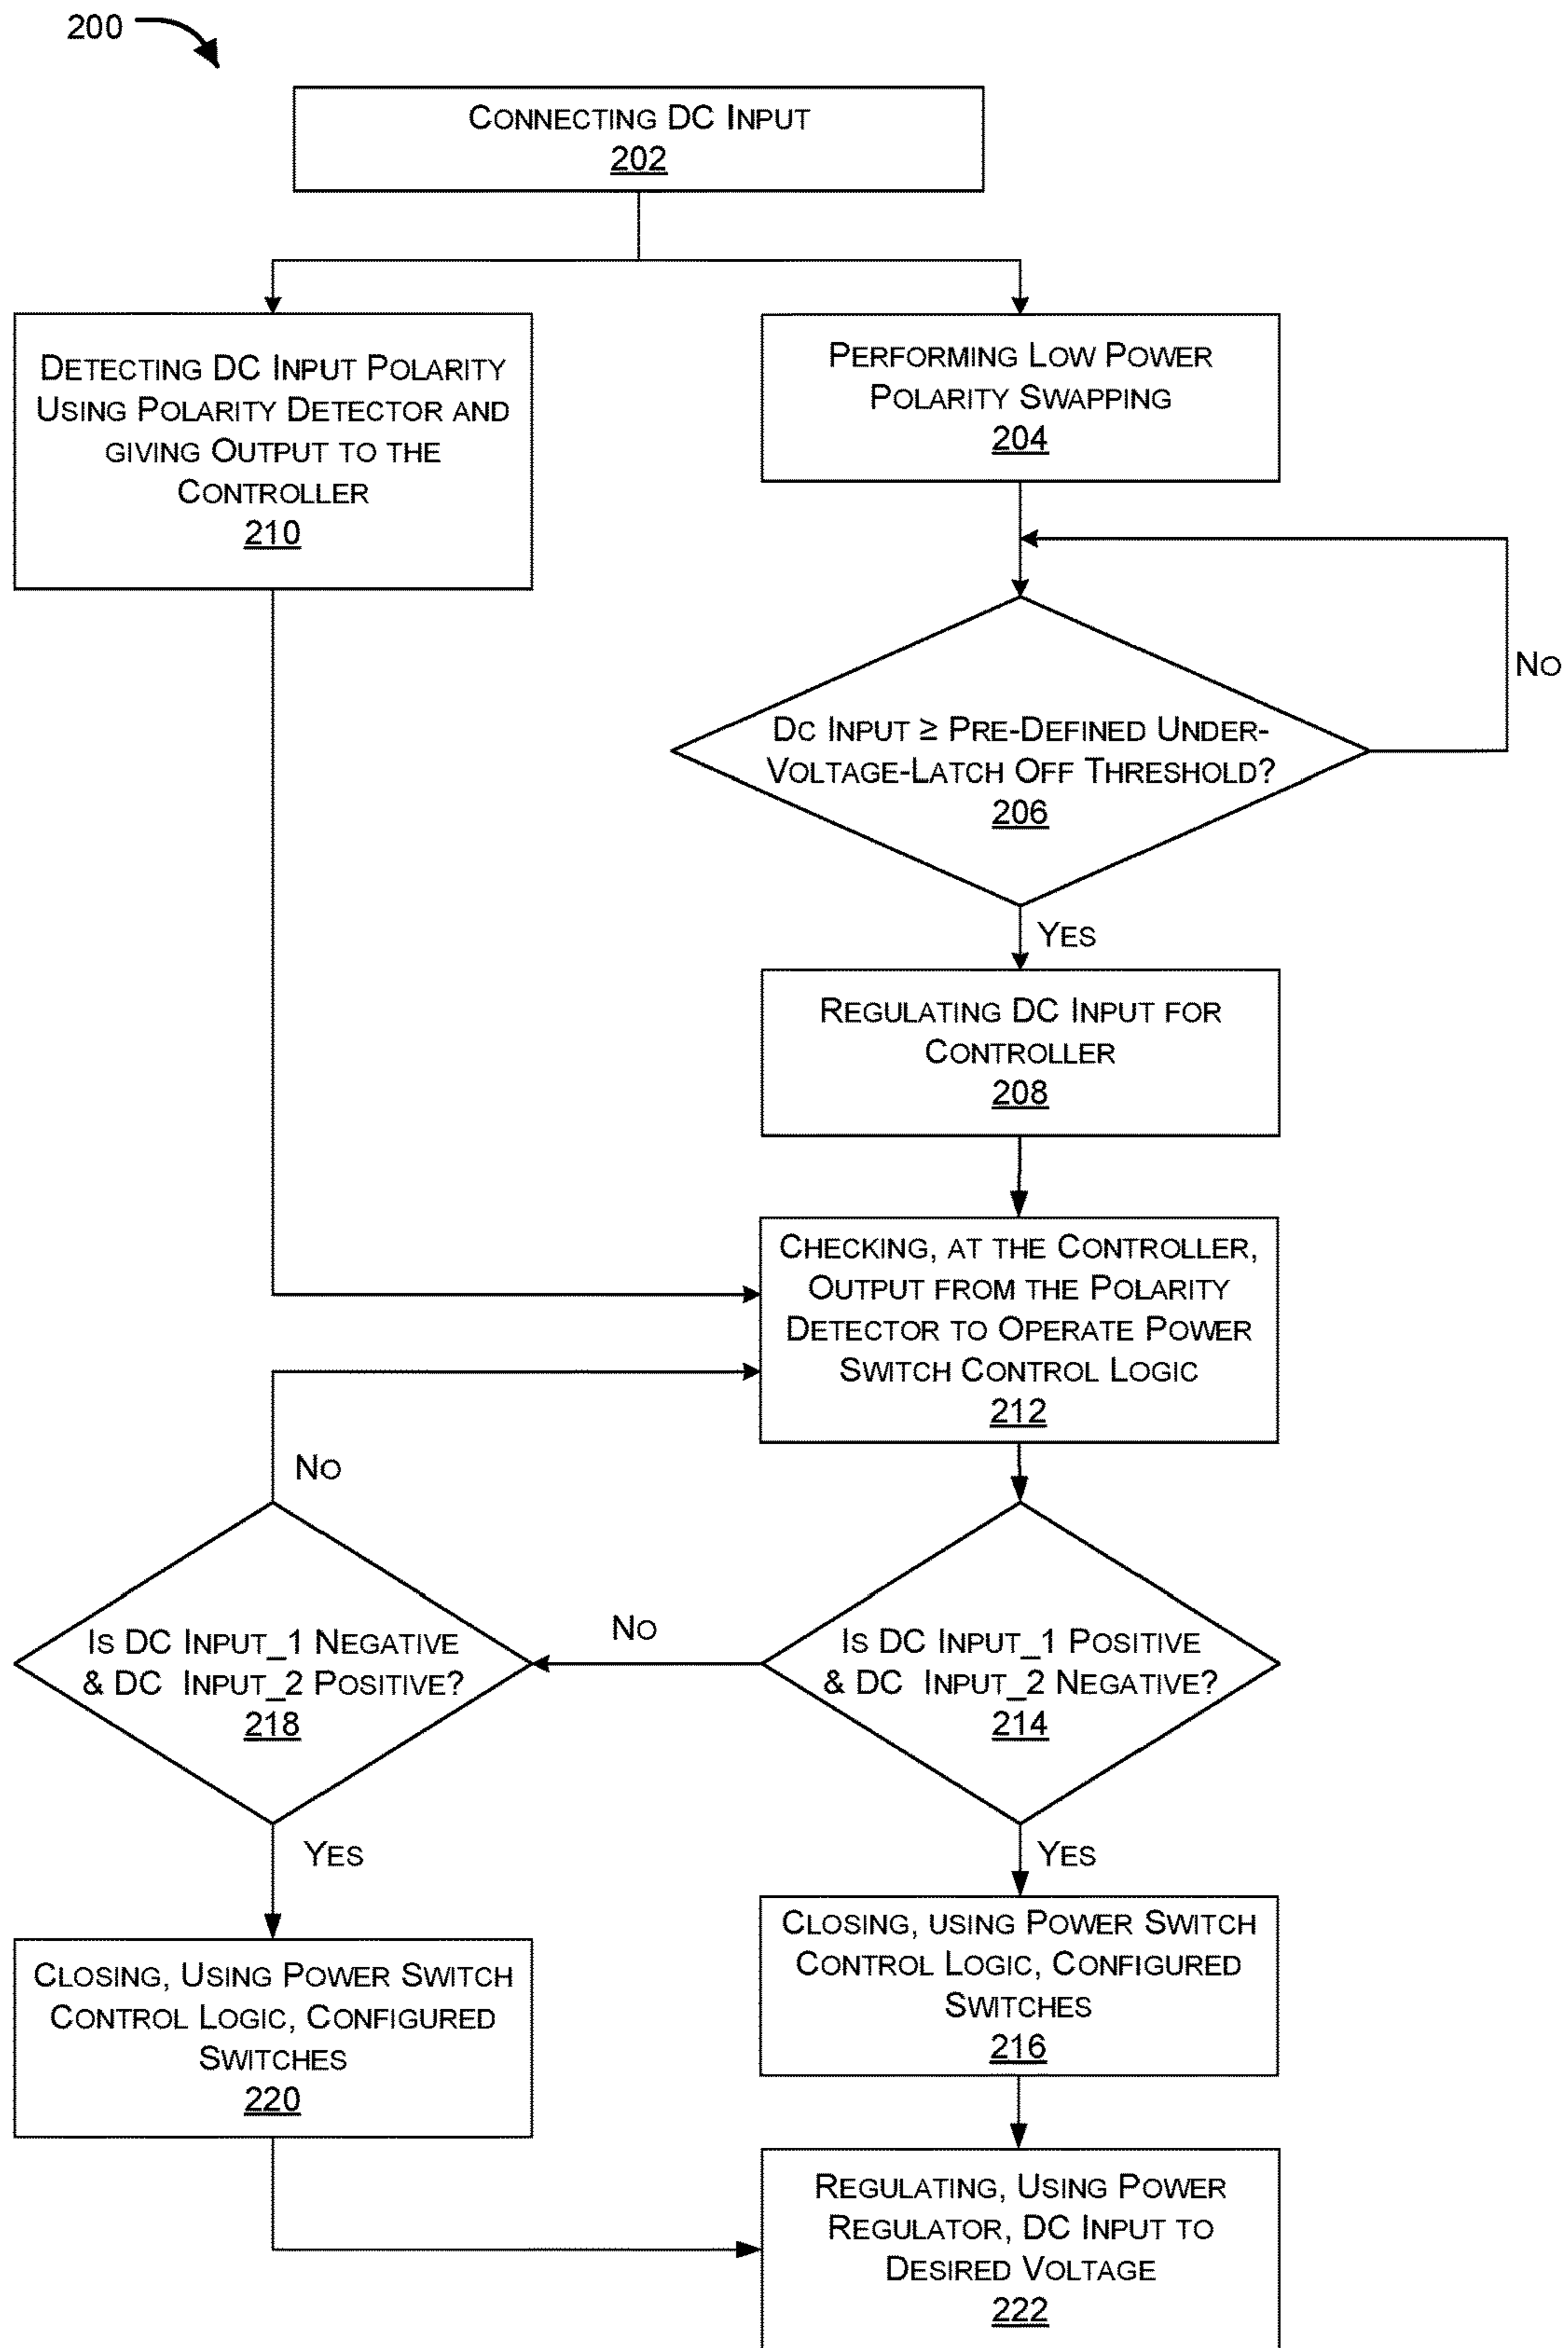 200
CONNECTING DC INPUT
202
DETECTING DC INPUT POLARITY
USING POLARITY DETECTOR AND
GIVING OUTPUT TO THE
CONTROLLER
210
PERFORMING LOW POWER
POLARITY SWAPPING
204
NO
DC INPUT ≥ PRE-DEFINED UNDER-
VOLTAGE-LATCH OFF THRESHOLD?
206
YES
REGULATING DC INPUT FOR
CONTROLLER
208
CHECKING, AT THE CONTROLLER,
OUTPUT FROM THE POLARITY
DETECTOR TO OPERATE POWER
SWITCH CONTROL LOGIC
212
NO
IS DC INPUT_1 NEGATIVE
& DC INPUT_2 POSITIVE?
218
NO
IS DC INPUT_1 POSITIVE
& DC INPUT_2 NEGATIVE?
214
YES
YES
CLOSING, USING POWER SWITCH
CONTROL LOGIC, CONFIGURED
SWITCHES
220
CLOSING, USING POWER SWITCH
CONTROL LOGIC, CONFIGURED
SWITCHES
216
REGULATING, USING POWER
REGULATOR, DC INPUT TO
DESIRED VOLTAGE
222